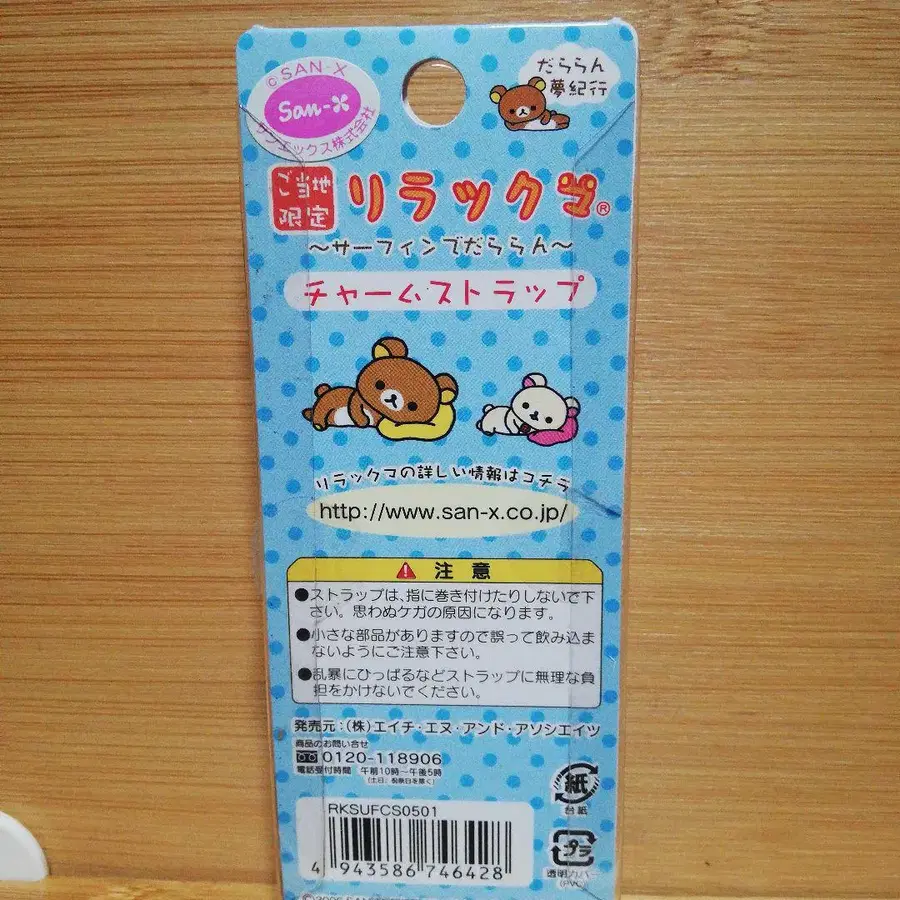 ©SAN-X
San-X
サンエックス株式会社
だららん
夢紀行
ご当地
限定
リラックマ®
～サーフィンでだららん～
チャームストラップ
リラックマの詳しい情報はコチラ
http://www.san-x.co.jp/
注意
●ストラップは、指に巻き付けたりしないで下
さい。思わぬケガの原因になります。
●小さな部品がありますので誤って飲み込ま
ないようにご注意下さい。
●乱暴にひっぱるなどストラップに無理な負
担をかけないでください。
発売元：（株）エイチ・エヌ・アンド・アソシエイツ
商品のお問い合せ
0120-118906
電話受付時間 午前10時～午後5時
(土日、祝祭日を除く)
紙
台紙
RKSUFCS0501
4 943586 746428
プラ
透明カバー
(PVC)